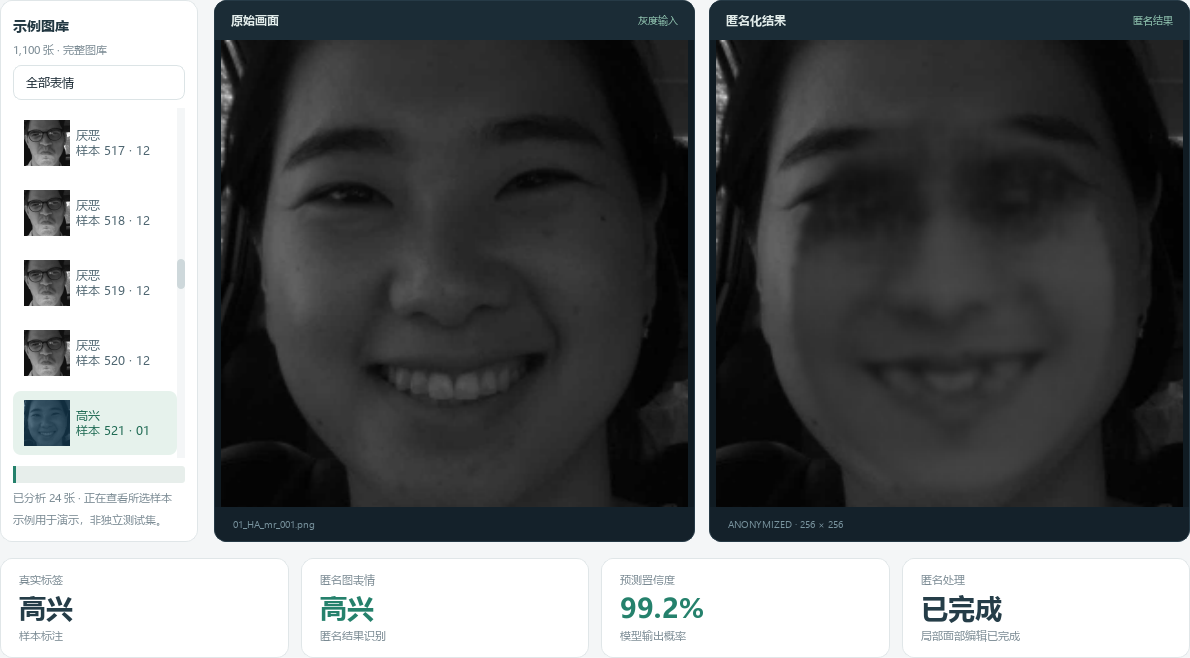 示例图库
1,100 张 · 完整图库
全部表情
厌恶
样本 517 · 12
厌恶
样本 518 · 12
厌恶
样本 519 · 12
厌恶
样本 520 · 12
高兴
样本 521 · 01
已分析 24 张 · 正在查看所选样本
示例用于演示，非独立测试集。
原始画面
灰度输入
01_HA_mr_001.png
匿名化结果
匿名结果
ANONYMIZED · 256 × 256
真实标签
高兴
样本标注
匿名图表情
高兴
匿名结果识别
预测置信度
99.2%
模型输出概率
匿名处理
已完成
局部面部编辑已完成